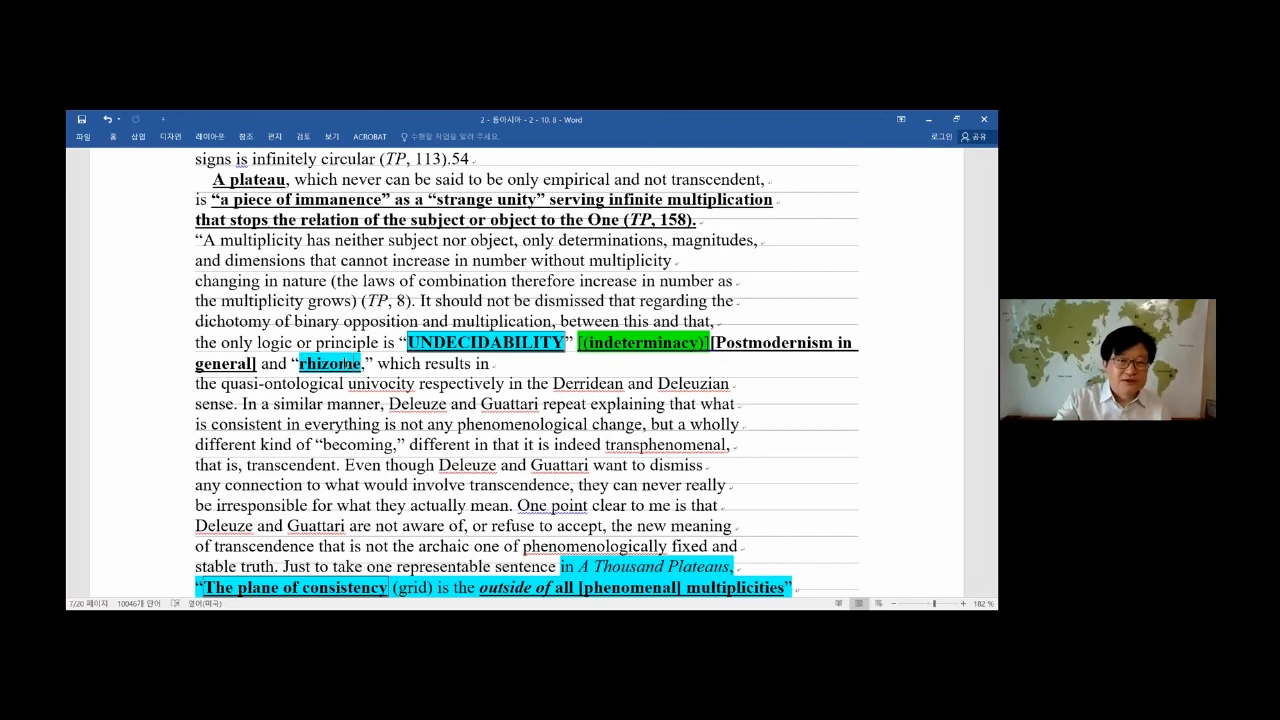 2 - 동아시아 - 2 - 10. 8 - Word
파일 홈 삽입 디자인 레이아웃 참조 편지 검토 보기 ACROBAT 수행할 작업을 알려 주세요. 로그인 공유
signs is infinitely circular (TP, 113).54
A plateau, which never can be said to be only empirical and not transcendent,
is “a piece of immanence” as a “strange unity” serving infinite multiplication
that stops the relation of the subject or object to the One (TP, 158).
“A multiplicity has neither subject nor object, only determinations, magnitudes,
and dimensions that cannot increase in number without multiplicity
changing in nature (the laws of combination therefore increase in number as
the multiplicity grows) (TP, 8). It should not be dismissed that regarding the
dichotomy of binary opposition and multiplication, between this and that,
the only logic or principle is “UNDECIDABILITY” [(indeterminacy)][Postmodernism in
general] and “rhizome,” which results in
the quasi-ontological univocity respectively in the Derridean and Deleuzian
sense. In a similar manner, Deleuze and Guattari repeat explaining that what
is consistent in everything is not any phenomenological change, but a wholly
different kind of “becoming,” different in that it is indeed transphenomenal,
that is, transcendent. Even though Deleuze and Guattari want to dismiss
any connection to what would involve transcendence, they can never really
be irresponsible for what they actually mean. One point clear to me is that
Deleuze and Guattari are not aware of, or refuse to accept, the new meaning
of transcendence that is not the archaic one of phenomenologically fixed and
stable truth. Just to take one representable sentence in A Thousand Plateaus,
“The plane of consistency (grid) is the outside of all [phenomenal] multiplicities”
7/20 페이지 10046개 단어 영어(미국) 182 %